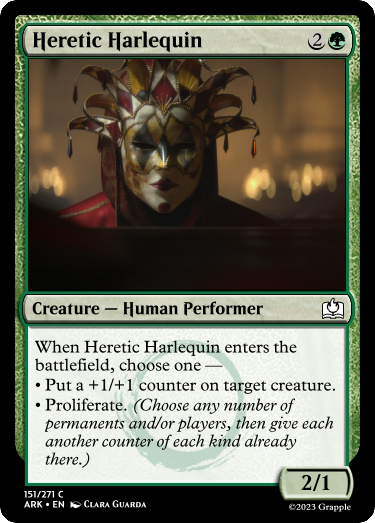 Heretic Harlequin 2
Creature — Human Performer
When Heretic Harlequin enters the
battlefield, choose one —
• Put a +1/+1 counter on target creature.
• Proliferate. (Choose any number of
permanents and/or players, then give each
another counter of each kind already
there.)
2/1
151/271 C
ARK • EN Clara Guarda
©2023 Grapple